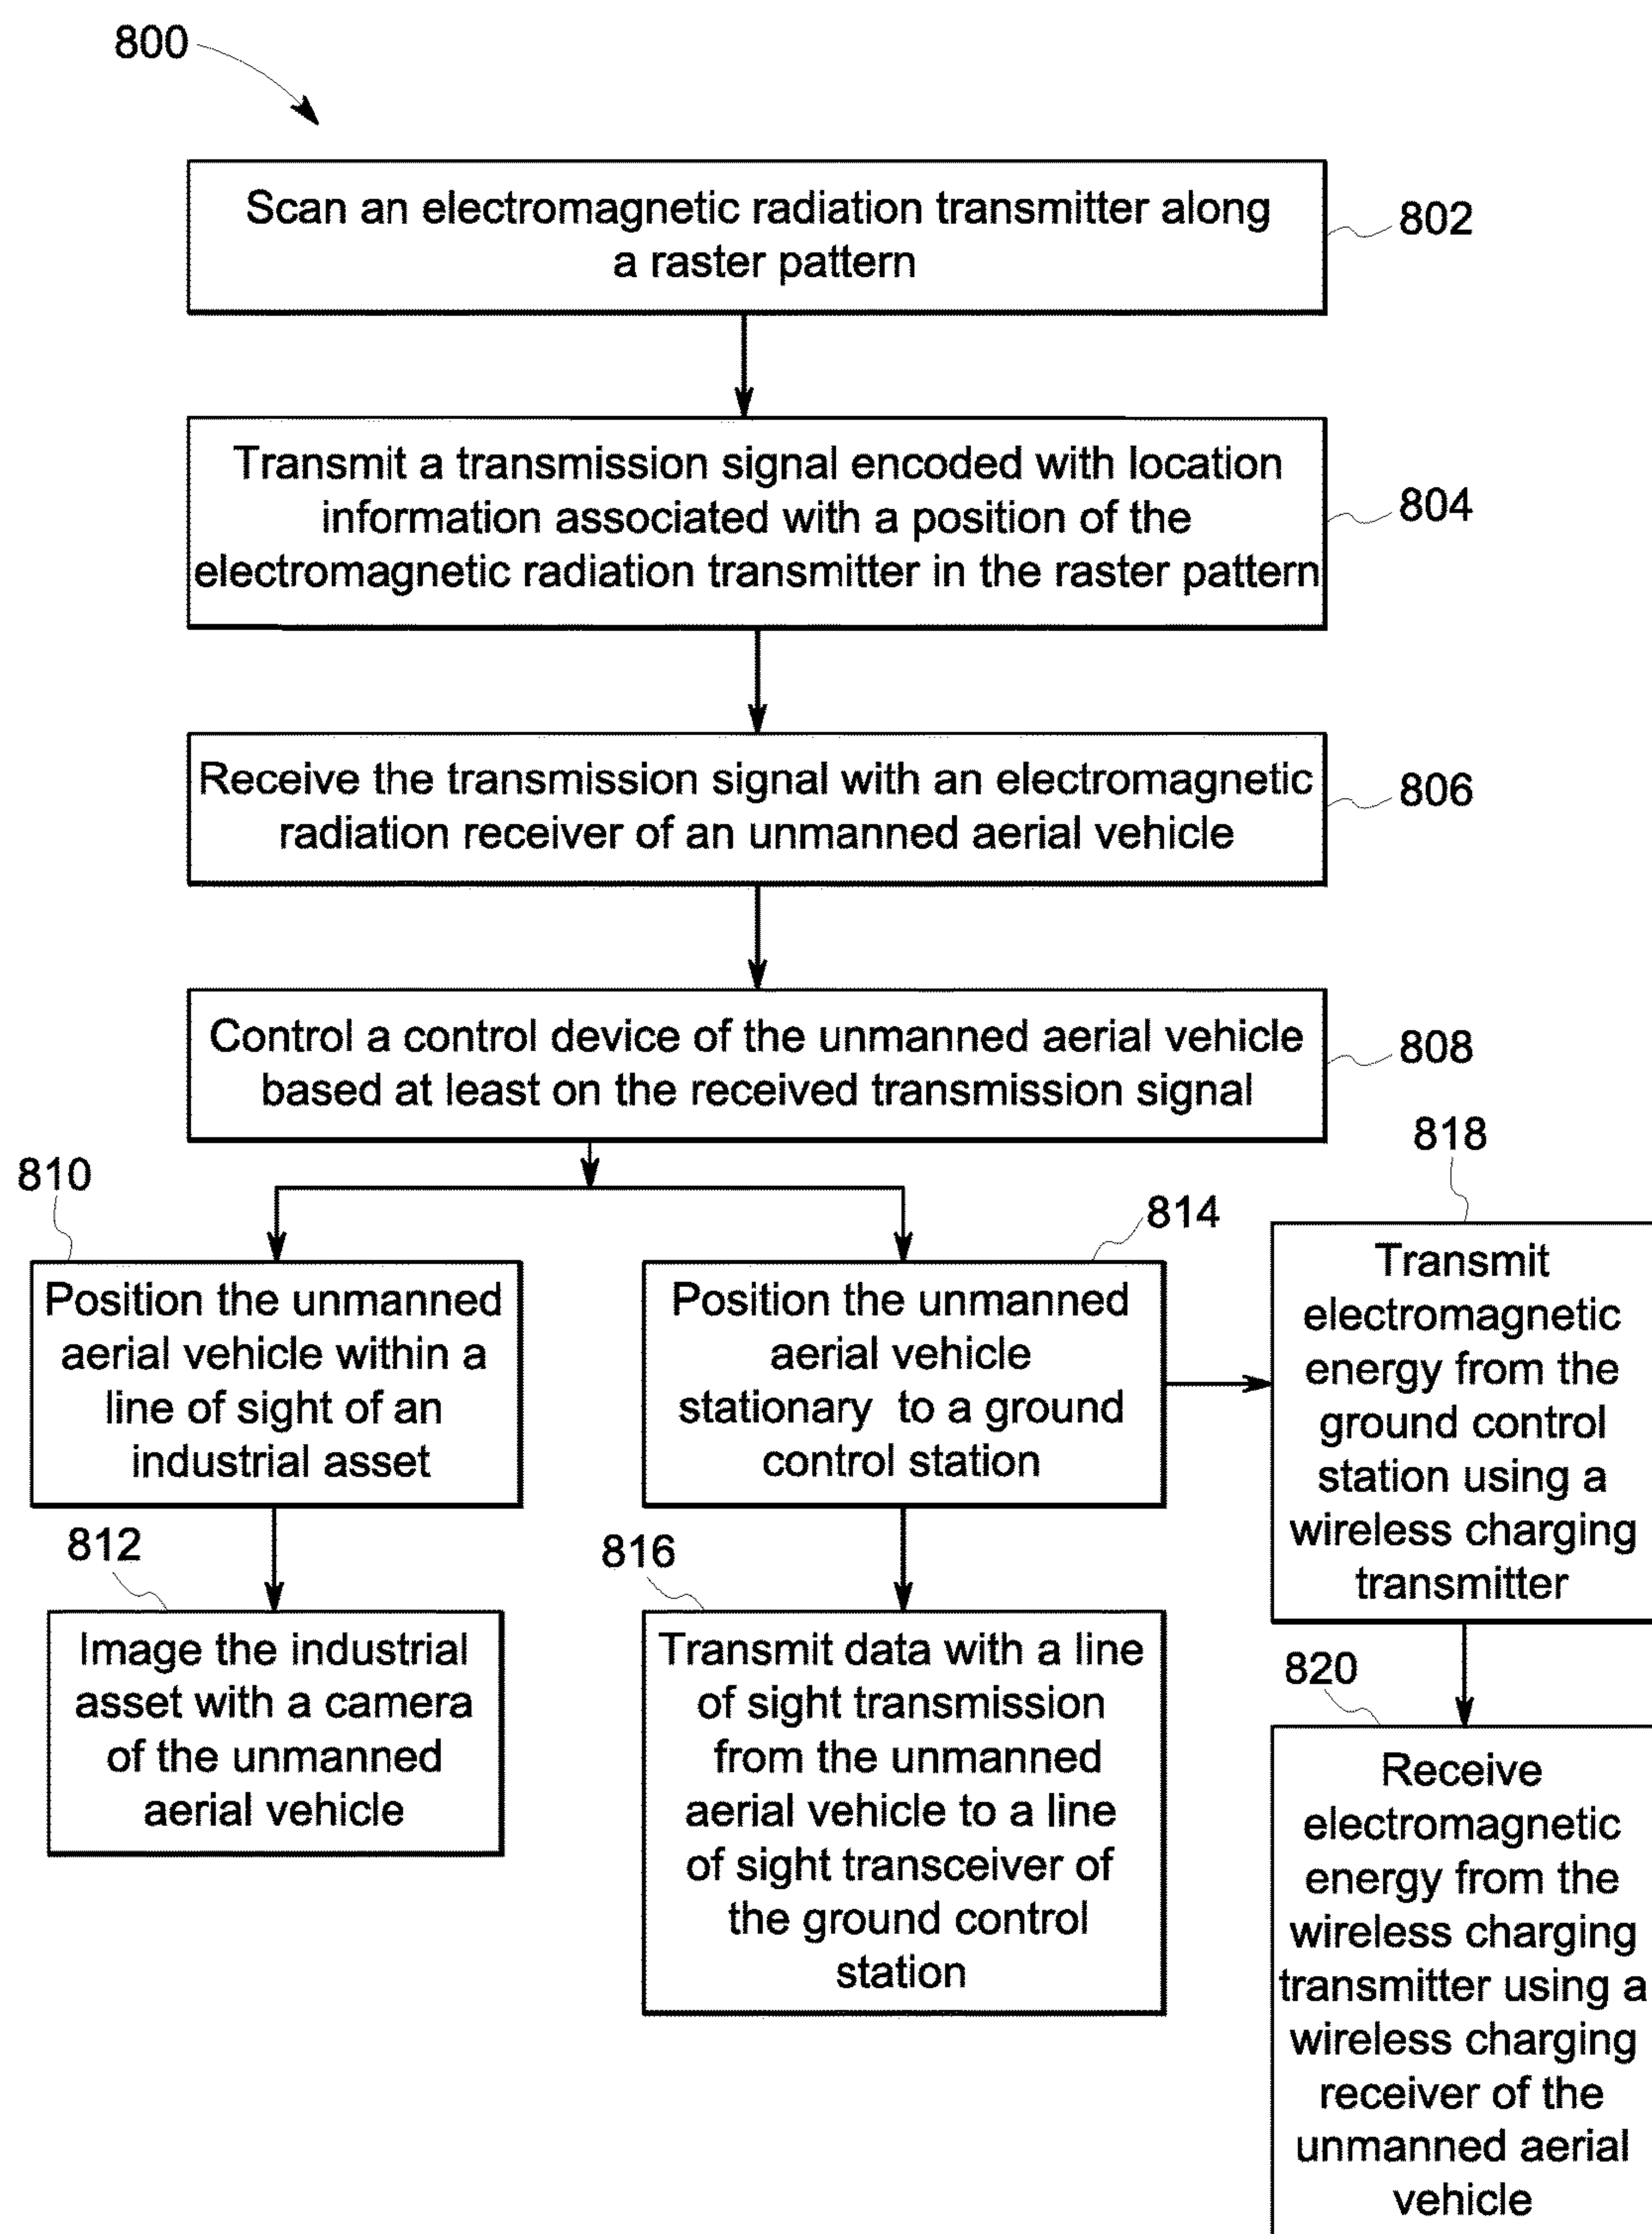 800
Scan an electromagnetic radiation transmitter along
a raster pattern
802
Transmit a transmission signal encoded with location
information associated with a position of the
electromagnetic radiation transmitter in the raster pattern
804
Receive the transmission signal with an electromagnetic
radiation receiver of an unmanned aerial vehicle
806
Control a control device of the unmanned aerial vehicle
based at least on the received transmission signal
808
810
Position the unmanned
aerial vehicle within a
line of sight of an
industrial asset
812
Image the industrial
asset with a camera
of the unmanned
aerial vehicle
814
Position the unmanned
aerial vehicle
stationary to a ground
control station
816
Transmit data with a line
of sight transmission
from the unmanned
aerial vehicle to a line
of sight transceiver of
the ground control
station
818
Transmit
electromagnetic
energy from the
ground control
station using a
wireless charging
transmitter
820
Receive
electromagnetic
energy from the
wireless charging
transmitter using a
wireless charging
receiver of the
unmanned aerial
vehicle